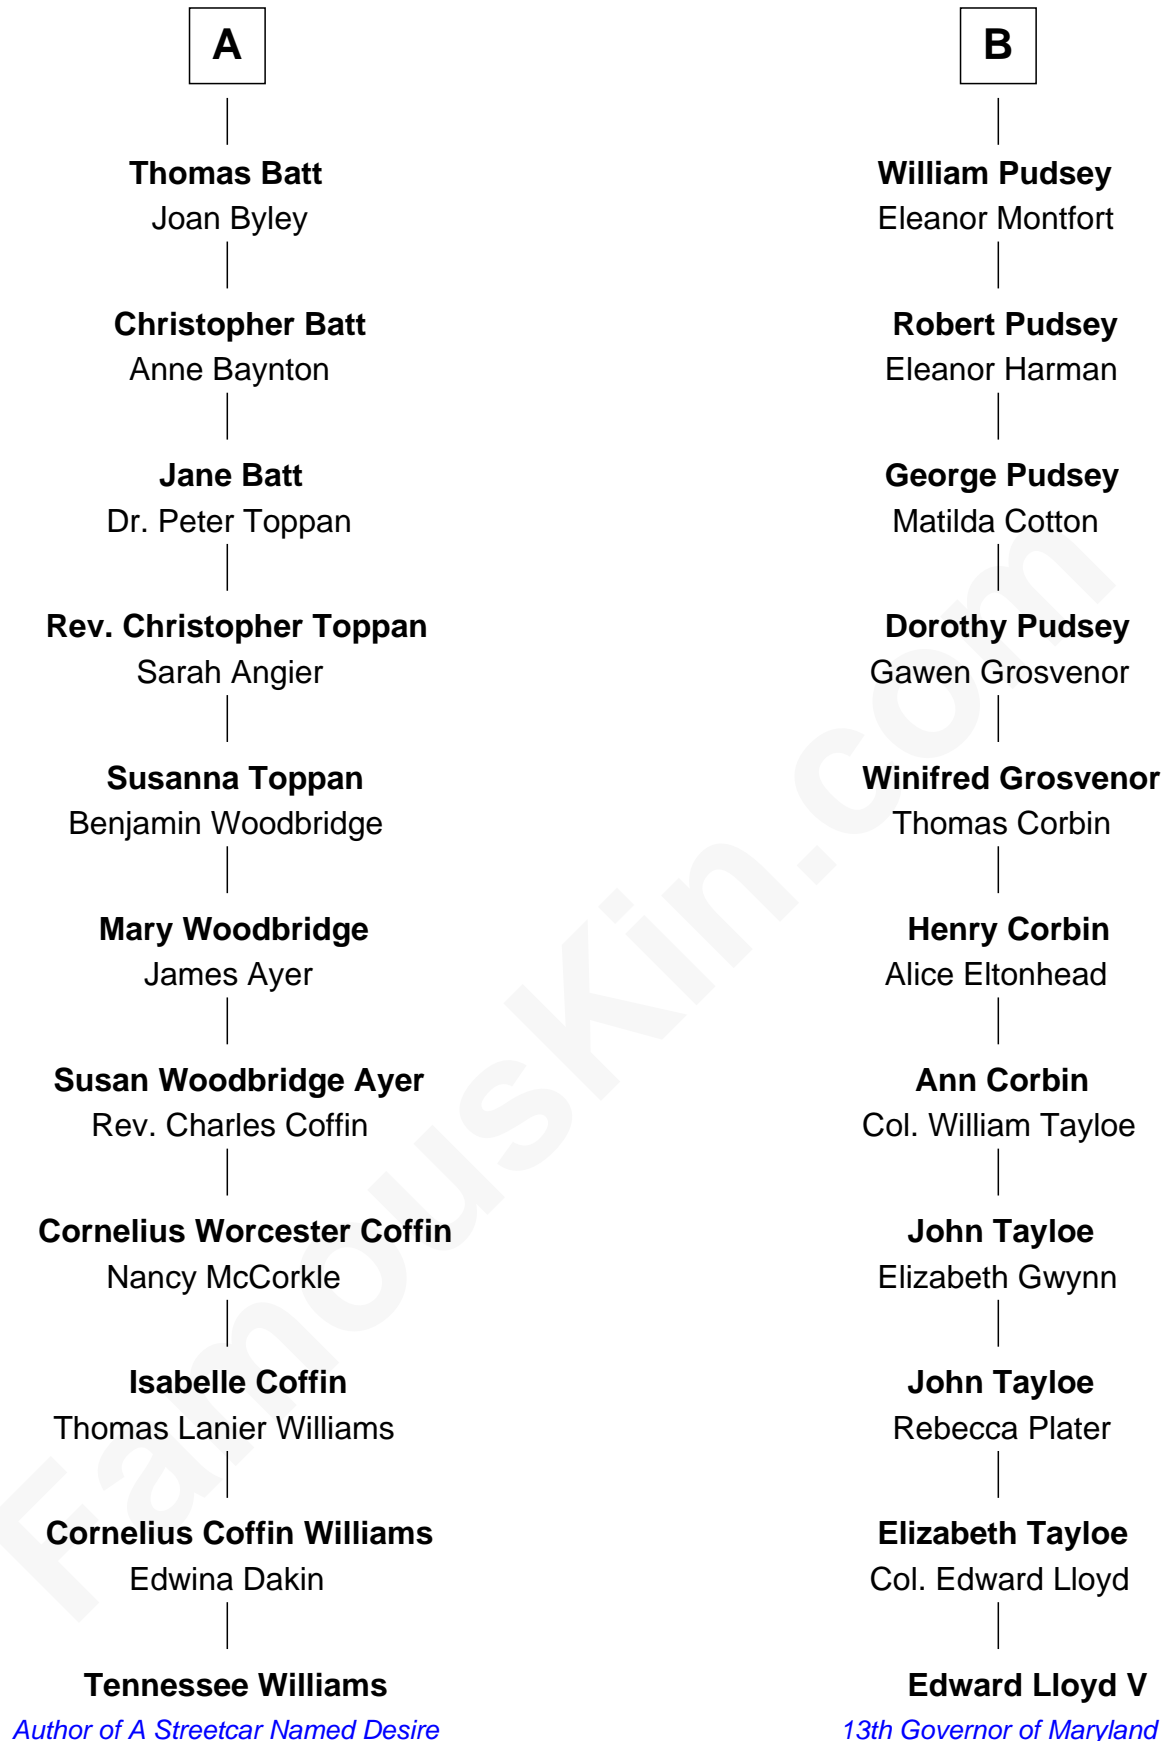 A
Thomas Batt
Joan Byley
Christopher Batt
Anne Baynton
Jane Batt
Dr. Peter Toppan
Rev. Christopher Toppan
Sarah Angier
Susanna Toppan
Benjamin Woodbridge
Mary Woodbridge
James Ayer
Susan Woodbridge Ayer
Rev. Charles Coffin
Cornelius Worcester Coffin
Nancy McCorkle
Isabelle Coffin
Thomas Lanier Williams
Cornelius Coffin Williams
Edwina Dakin
Tennessee Williams
Author of A Streetcar Named Desire
B
William Pudsey
Eleanor Montfort
Robert Pudsey
Eleanor Harman
George Pudsey
Matilda Cotton
Dorothy Pudsey
Gawen Grosvenor
Winifred Grosvenor
Thomas Corbin
Henry Corbin
Alice Eltonhead
Ann Corbin
Col. William Tayloe
John Tayloe
Elizabeth Gwynn
John Tayloe
Rebecca Plater
Elizabeth Tayloe
Col. Edward Lloyd
Edward Lloyd V
13th Governor of Maryland
FamousKin.com